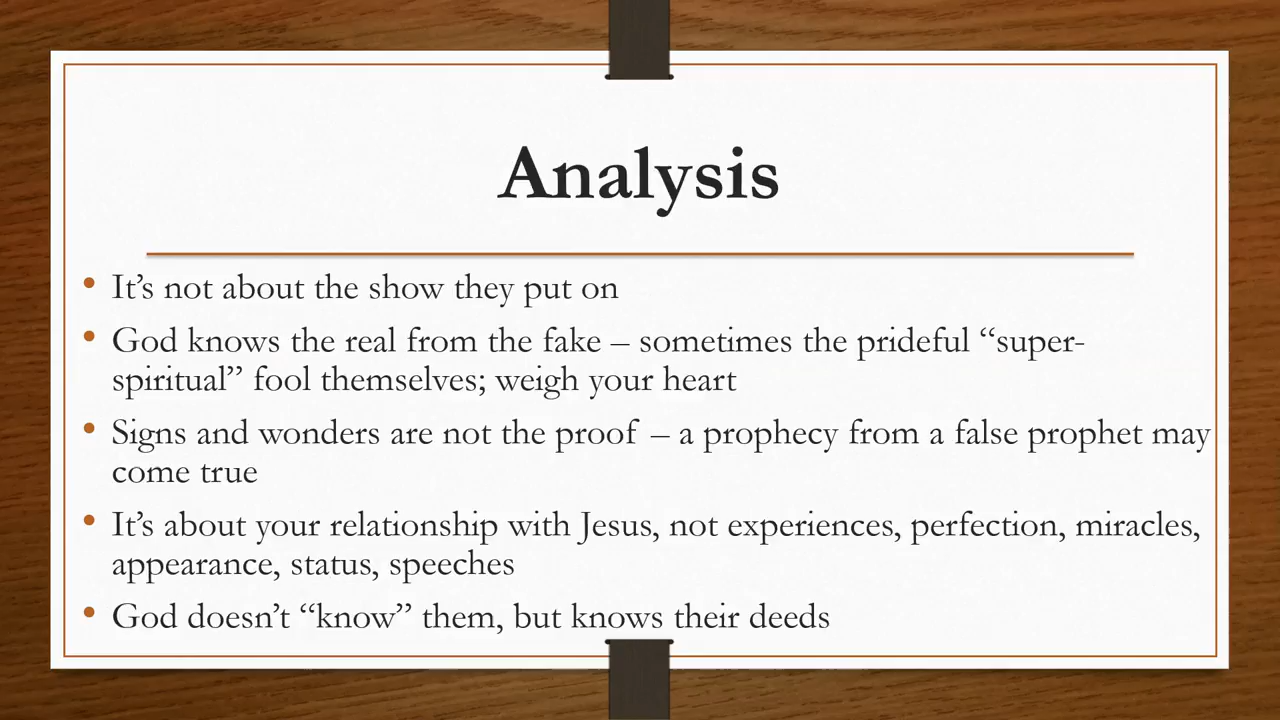 Analysis
• It’s not about the show they put on
• God knows the real from the fake – sometimes the prideful “super-
spiritual” fool themselves; weigh your heart
• Signs and wonders are not the proof – a prophecy from a false prophet may
come true
• It’s about your relationship with Jesus, not experiences, perfection, miracles,
appearance, status, speeches
• God doesn’t “know” them, but knows their deeds